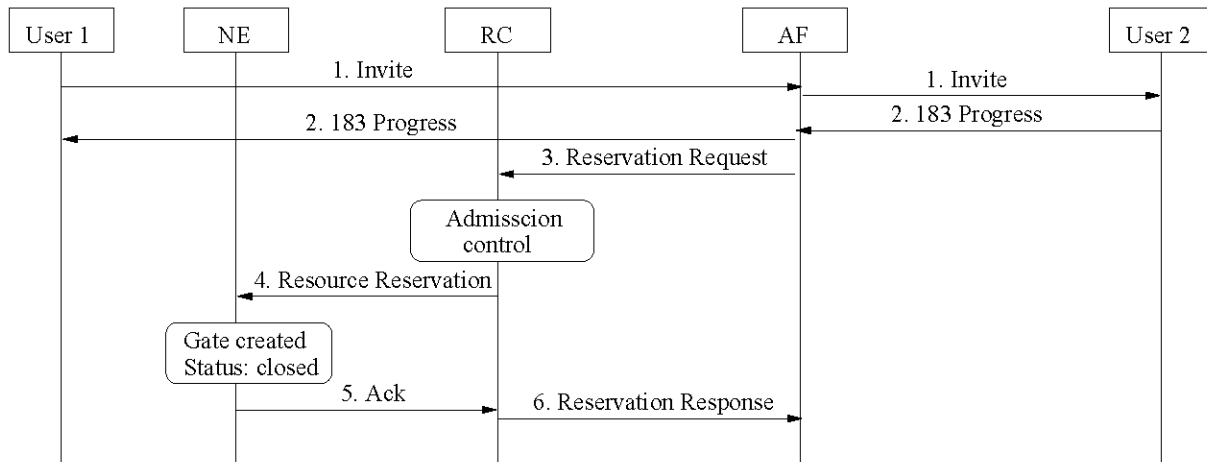 User 1
NE
RC
AF
User 2
1. Invite
1. Invite
2. 183 Progress
2. 183 Progress
3. Reservation Request
Admisscion
control
4. Resource Reservation
Gate created
Status: closed
5. Ack
6. Reservation Response